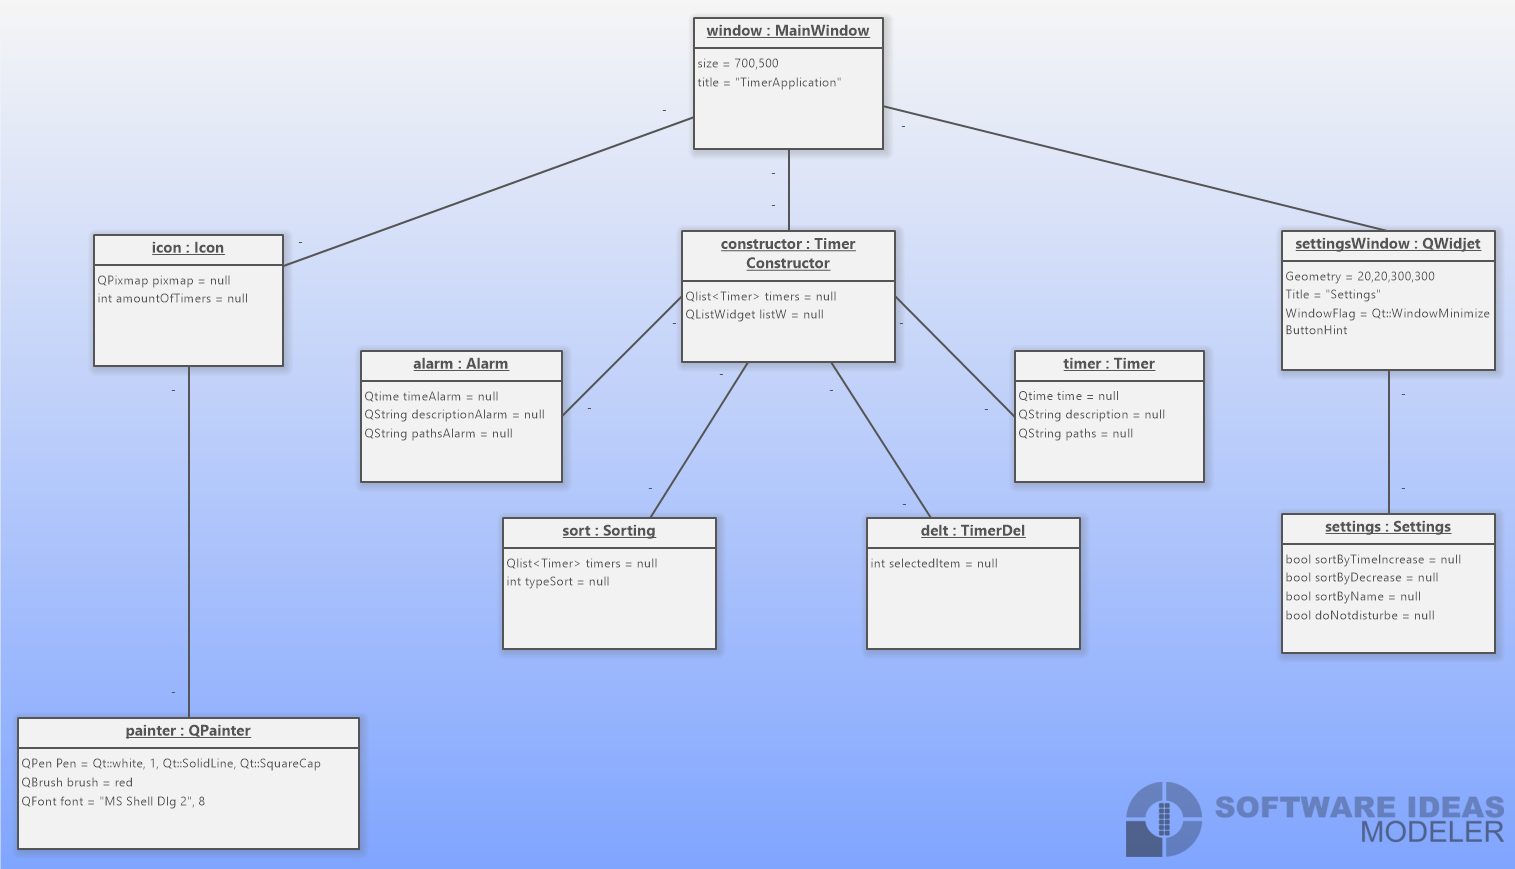 window : MainWindow
size = 700,500
title = "TimerApplication"
-
-
-
-
-
icon : Icon
QPixmap pixmap = null
int amountOfTimers = null
constructor : Timer
Constructor
Qlist<Timer> timers = null
QListWidget listW = null
settingsWindow : QWidjet
Geometry = 20,20,300,300
Title = "Settings"
WindowFlag = Qt::WindowMinimize
ButtonHint
-
-
-
-
-
-
-
-
-
-
alarm : Alarm
Qtime timeAlarm = null
QString descriptionAlarm = null
QString pathsAlarm = null
timer : Timer
Qtime time = null
QString description = null
QString paths = null
-
-
sort : Sorting
Qlist<Timer> timers = null
int typeSort = null
delt : TimerDel
int selectedItem = null
settings : Settings
bool sortByTimeIncrease = null
bool sortByDecrease = null
bool sortByName = null
bool doNotdisturbe = null
painter : QPainter
QPen Pen = Qt::white, 1, Qt::SolidLine, Qt::SquareCap
QBrush brush = red
QFont font = "MS Shell Dlg 2", 8
SOFTWARE IDEAS
MODELER